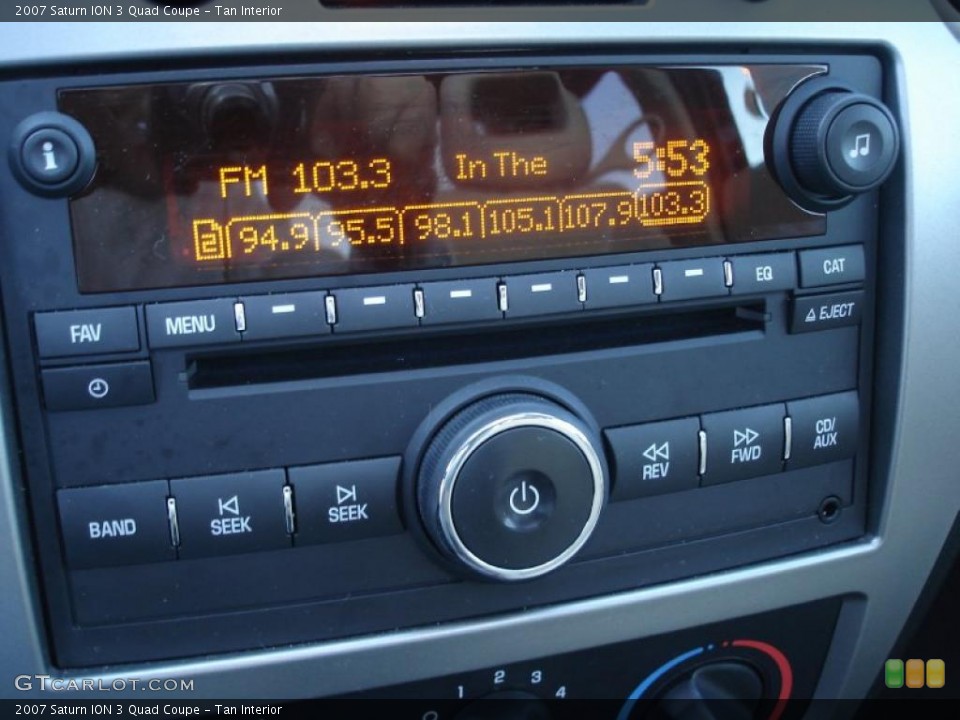 2007 Saturn ION 3 Quad Coupe - Tan Interior
i
FM 103.3 In The 5:53
2 94.9 95.5 98.1 105.1 107.9 103.3
FAV MENU EQ CAT
EJECT
BAND SEEK SEEK REV FWD CD/AUX
1 2 3 4
GTCARLOT.COM
2007 Saturn ION 3 Quad Coupe - Tan Interior